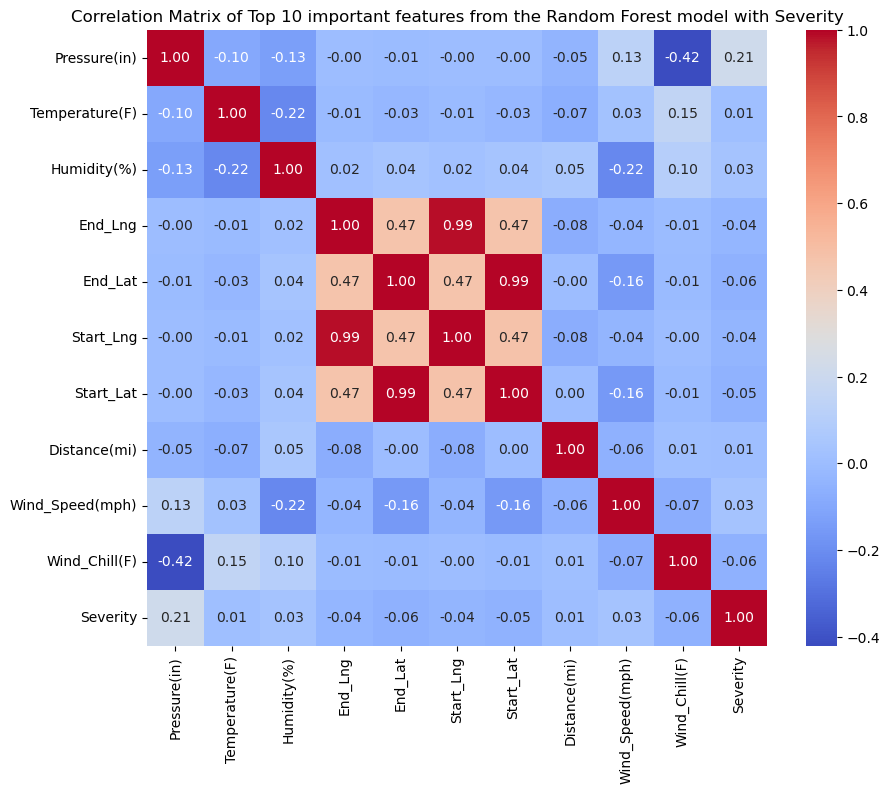 Correlation Matrix of Top 10 important features from the Random Forest model with Severity
Pressure(in) 1.00 -0.10 -0.13 -0.00 -0.01 -0.00 -0.00 -0.05 0.13 -0.42 0.21
Temperature(F) -0.10 1.00 -0.22 -0.01 -0.03 -0.01 -0.03 -0.07 0.03 0.15 0.01
Humidity(%) -0.13 -0.22 1.00 0.02 0.04 0.02 0.04 0.05 -0.22 0.10 0.03
End_Lng -0.00 -0.01 0.02 1.00 0.47 0.99 0.47 -0.08 -0.04 -0.01 -0.04
End_Lat -0.01 -0.03 0.04 0.47 1.00 0.47 0.99 -0.00 -0.16 -0.01 -0.06
Start_Lng -0.00 -0.01 0.02 0.99 0.47 1.00 0.47 -0.08 -0.04 -0.00 -0.04
Start_Lat -0.00 -0.03 0.04 0.47 0.99 0.47 1.00 0.00 -0.16 -0.01 -0.05
Distance(mi) -0.05 -0.07 0.05 -0.08 -0.00 -0.08 0.00 1.00 -0.06 0.01 0.01
Wind_Speed(mph) 0.13 0.03 -0.22 -0.04 -0.16 -0.04 -0.16 -0.06 1.00 -0.07 0.03
Wind_Chill(F) -0.42 0.15 0.10 -0.01 -0.01 -0.00 -0.01 0.01 -0.07 1.00 -0.06
Severity 0.21 0.01 0.03 -0.04 -0.06 -0.04 -0.05 0.01 0.03 -0.06 1.00
Pressure(in)
Temperature(F)
Humidity(%)
End_Lng
End_Lat
Start_Lng
Start_Lat
Distance(mi)
Wind_Speed(mph)
Wind_Chill(F)
Severity
1.0
0.8
0.6
0.4
0.2
0.0
−0.2
−0.4